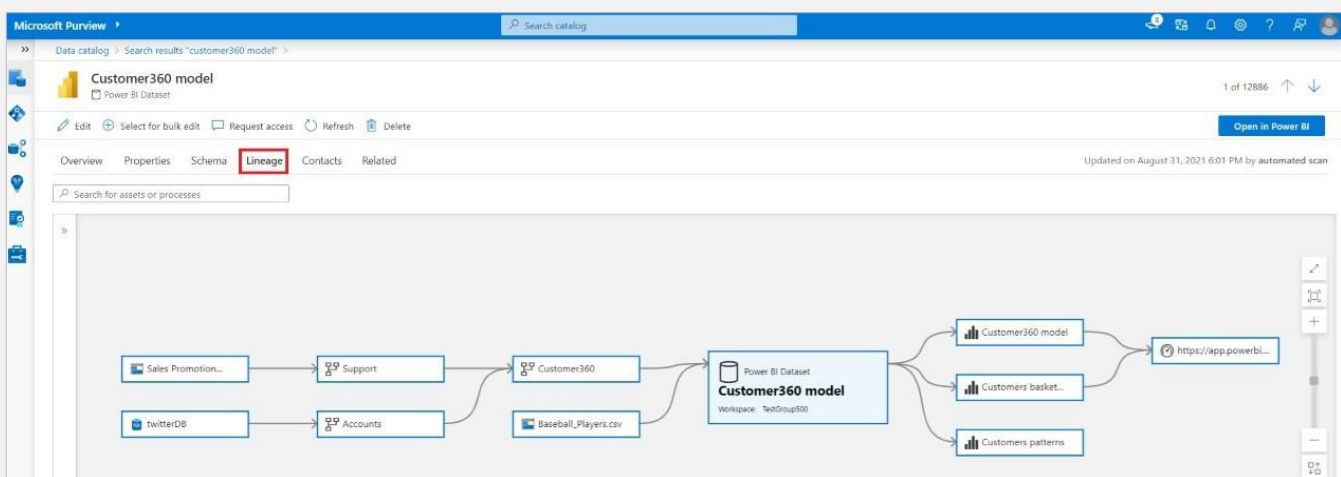 Microsoft Purview
Search catalog
8
Data catalog > Search results "customer360 model" >
Customer360 model
Power BI Dataset
1 of 12886
Edit
Select for bulk edit
Request access
Refresh
Delete
Open in Power BI
Overview
Properties
Schema
Lineage
Contacts
Related
Updated on August 31, 2021 6:01 PM by automated scan
Search for assets or processes
Sales Promotion...
Support
Customer360
twitterDB
Accounts
Baseball_Players.csv
Power BI Dataset
Customer360 model
Workspace: TestGroup500
Customer360 model
Customers basket...
Customers patterns
https://app.powerbi....